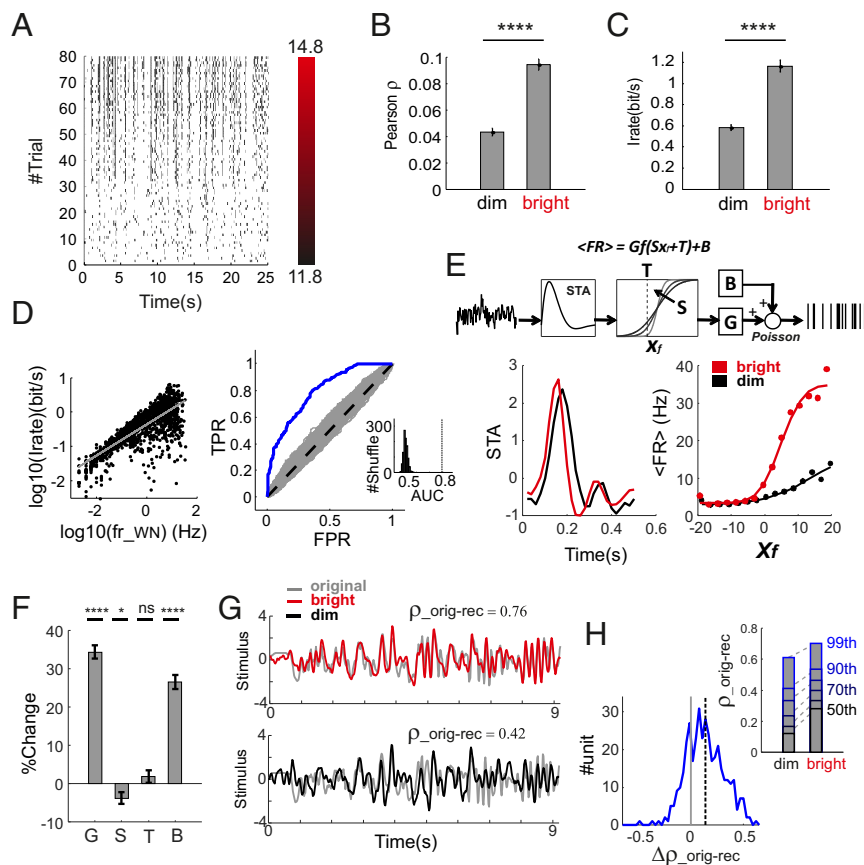 A
80
70
60
50
40
30
20
10
0
#Trial
0 5 10 15 20 25
Time(s)
14.8
11.8
B
****
0.1
0.08
0.06
0.04
0.02
0
Pearson ρ
dim bright
C
****
1.2
1
0.8
0.6
0.4
0.2
0
Irate(bit/s)
dim bright
D
0
-1
-2
log10(Irate)(bit/s)
-2 0 2
log10(fr_WN) (Hz)
1
0.8
0.6
0.4
0.2
0
TPR
0 1
FPR
300
0
#Shuffle
0.5 0.8
AUC
E
<FR> = Gf(Sxf+T)+B
STA
T
S
Xf
B
G
+
+
Poisson
2
1
0
-1
STA
0 0.2 0.4 0.6
Time(s)
bright
dim
40
30
20
10
0
<FR> (Hz)
-20 -10 0 10 20
Xf
F
**** * ns ****
40
30
20
10
0
-10
%Change
G S T B
G
original
bright
dim
ρ_orig-rec = 0.76
4
0
-4
Stimulus
0 9
ρ_orig-rec = 0.42
4
0
-4
Stimulus
0 9
Time(s)
H
30
20
10
0
#unit
-0.5 0 0.5
Δρ_orig-rec
0.8
0.6
0.4
0.2
0
ρ_orig-rec
99th
90th
70th
50th
dim bright